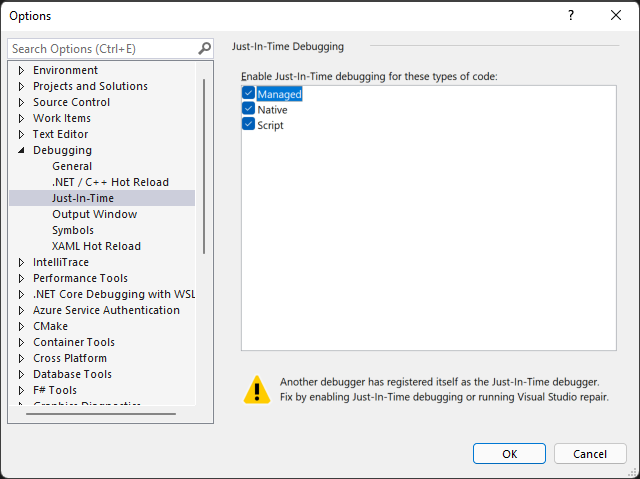 Options
?
Search Options (Ctrl+E)
Environment
Projects and Solutions
Source Control
Work Items
Text Editor
Debugging
General
.NET / C++ Hot Reload
Just-In-Time
Output Window
Symbols
XAML Hot Reload
IntelliTrace
Performance Tools
.NET Core Debugging with WSL
Azure Service Authentication
CMake
Container Tools
Cross Platform
Database Tools
F# Tools
Graphics Diagnostics
Just-In-Time Debugging
Enable Just-In-Time debugging for these types of code:
Managed
Native
Script
Another debugger has registered itself as the Just-In-Time debugger.
Fix by enabling Just-In-Time debugging or running Visual Studio repair.
OK
Cancel